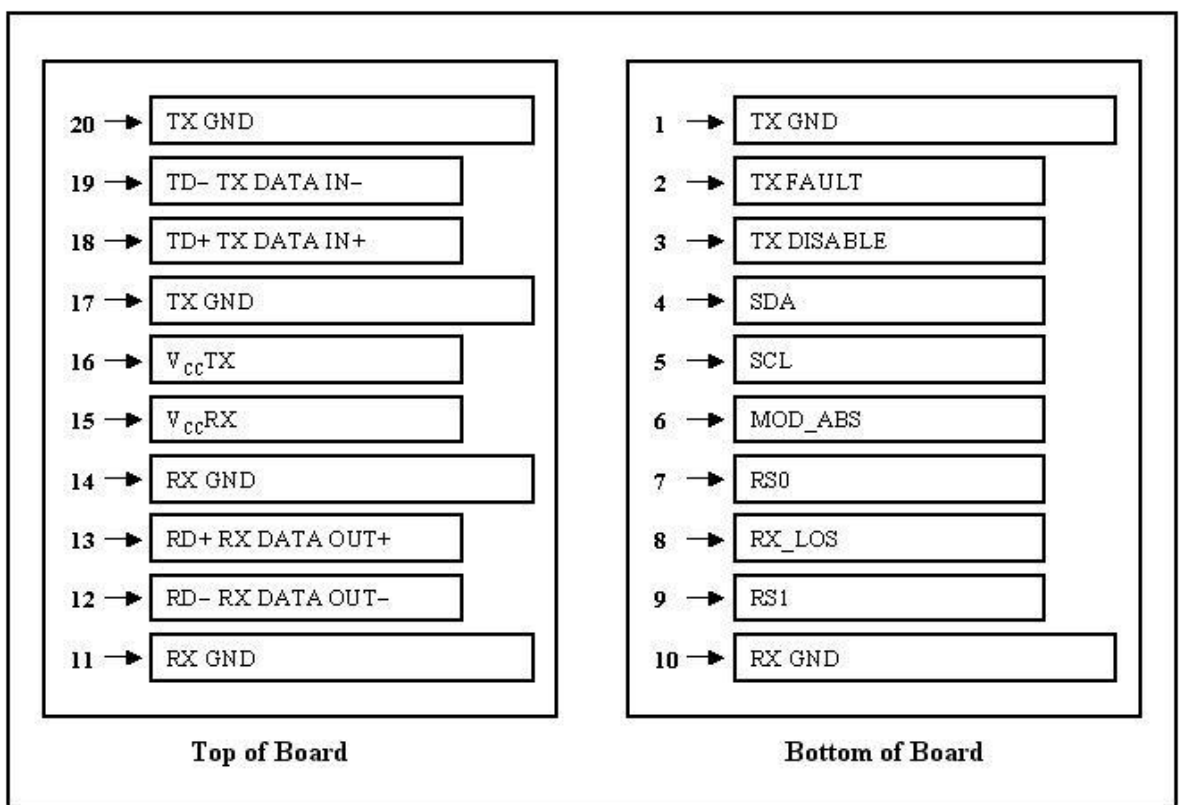 20 TX GND
19 TD– TX DATA IN–
18 TD+ TX DATA IN+
17 TX GND
16 VCCTX
15 VCCRX
14 RX GND
13 RD+ RX DATA OUT+
12 RD– RX DATA OUT–
11 RX GND
Top of Board
1 TX GND
2 TX FAULT
3 TX DISABLE
4 SDA
5 SCL
6 MOD_ABS
7 RS0
8 RX_LOS
9 RS1
10 RX GND
Bottom of Board